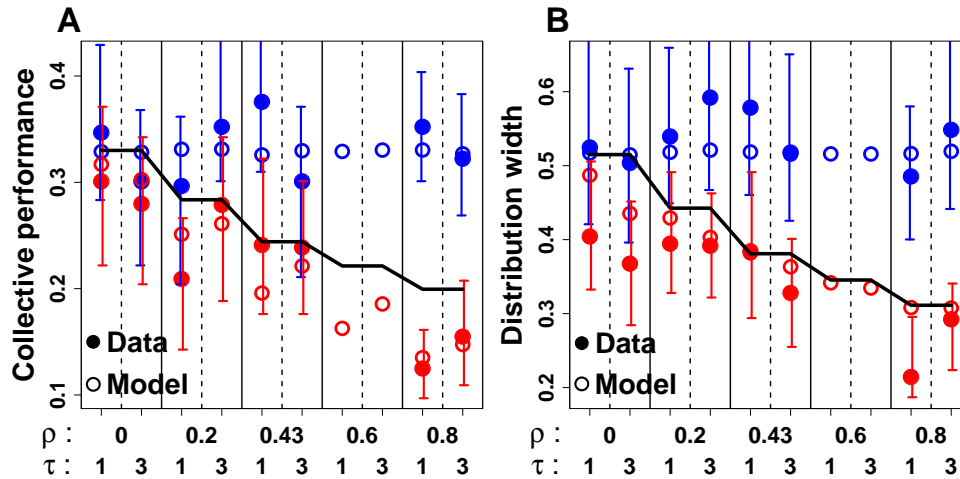 A
B
Collective performance
0.4
0.3
0.2
0.1
Data
Model
ρ : 0 0.2 0.43 0.6 0.8
τ : 1 3 1 3 1 3 1 3 1 3
Distribution width
0.6
0.5
0.4
0.3
0.2
Data
Model
ρ : 0 0.2 0.43 0.6 0.8
τ : 1 3 1 3 1 3 1 3 1 3